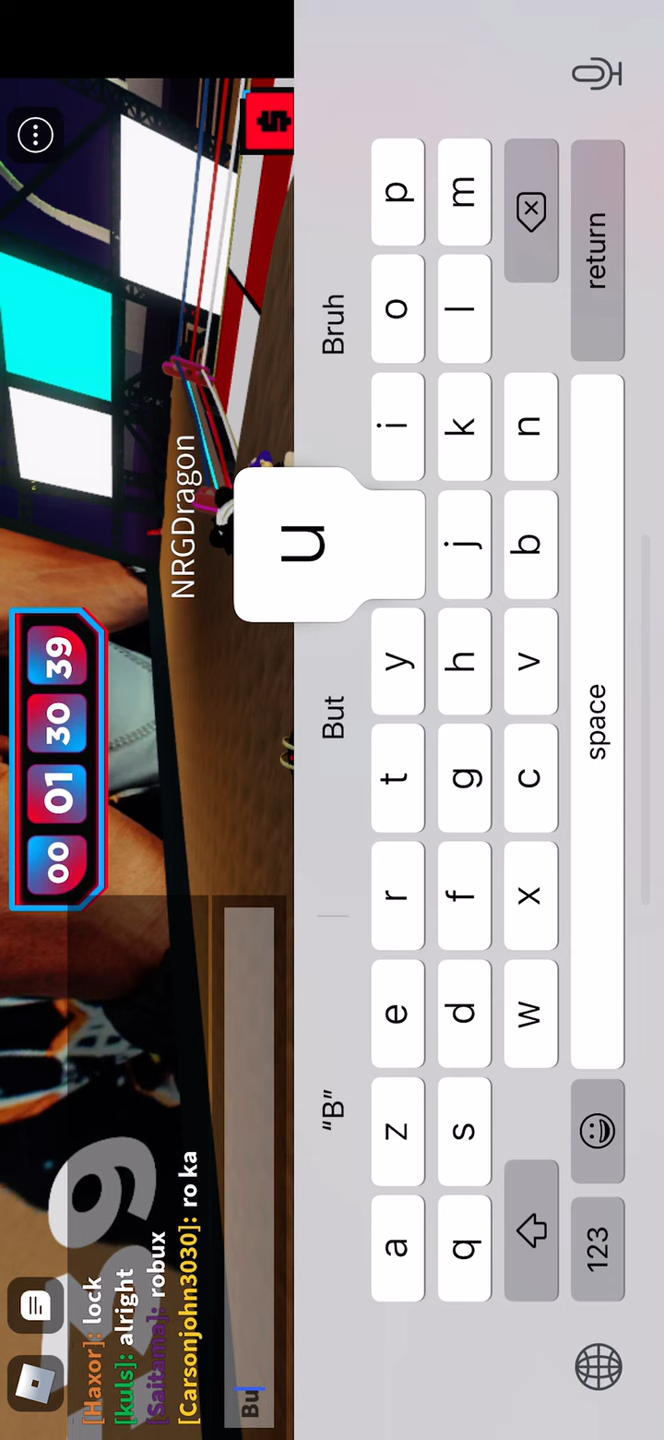 00 01 30 39
NRGDragon
[Haxor]: lock
[kuls]: alright
[Saitama]: robux
[Carsonjohn3030]: ro ka
Bu
"B" But Bruh
a z e r t y u i o p
q s d f g h j k l m
w x c v b n
123 space return